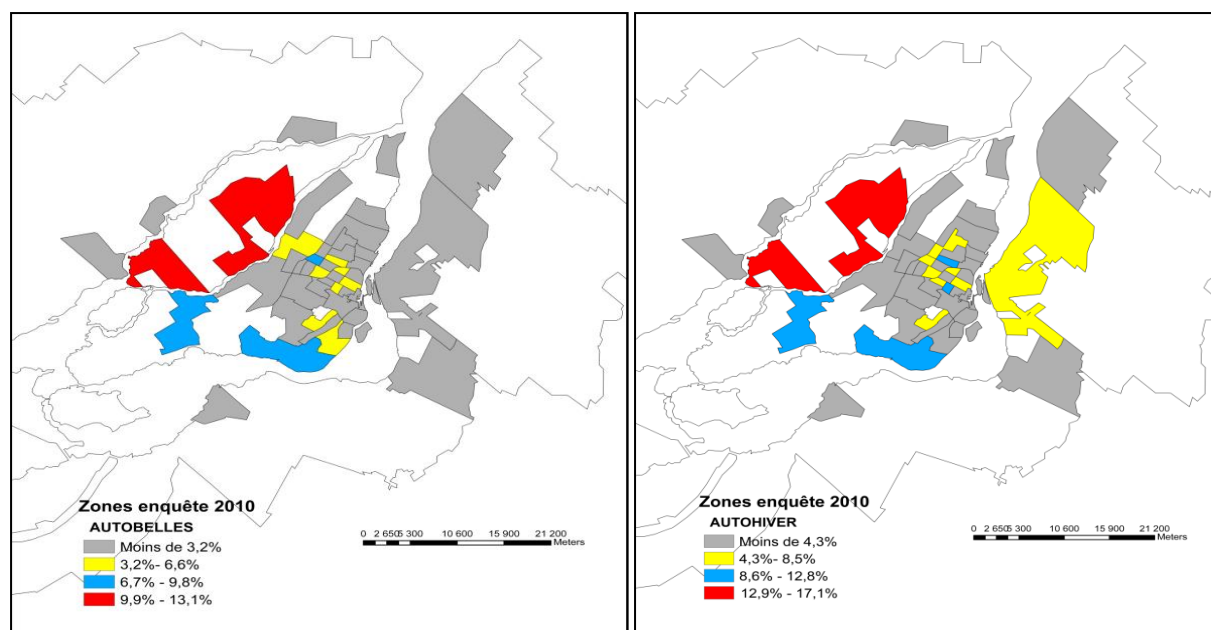 Zones enquête 2010
AUTOBELLES
Moins de 3,2%
3,2%- 6,6%
6,7%- 9,8%
9,9% - 13,1%
0 2 650 5 300 10 600 15 900 21 200
Meters
Zones enquête 2010
AUTOHIVER
Moins de 4,3%
4,3%- 8,5%
8,6% - 12,8%
12,9% - 17,1%
0 2 650 5 300 10 600 15 900 21 200
Meters